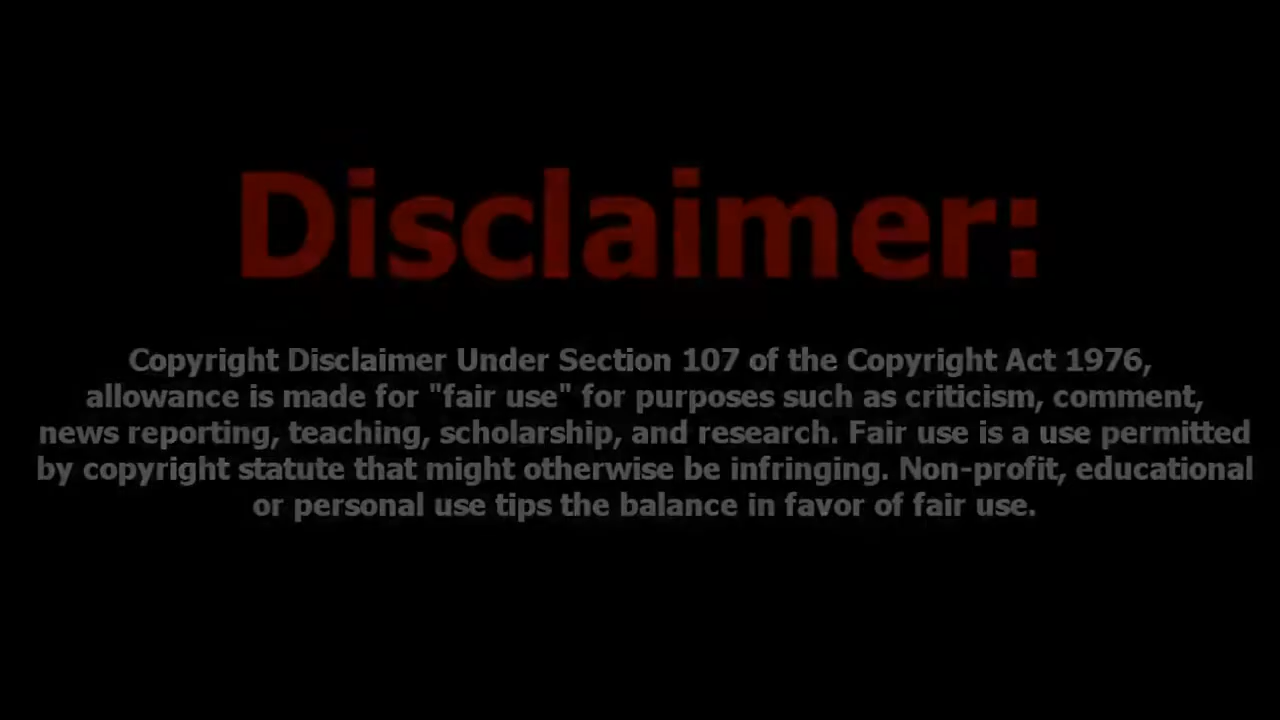 Disclaimer:
Copyright Disclaimer Under Section 107 of the Copyright Act 1976,
allowance is made for "fair use" for purposes such as criticism, comment,
news reporting, teaching, scholarship, and research. Fair use is a use permitted
by copyright statute that might otherwise be infringing. Non-profit, educational
or personal use tips the balance in favor of fair use.